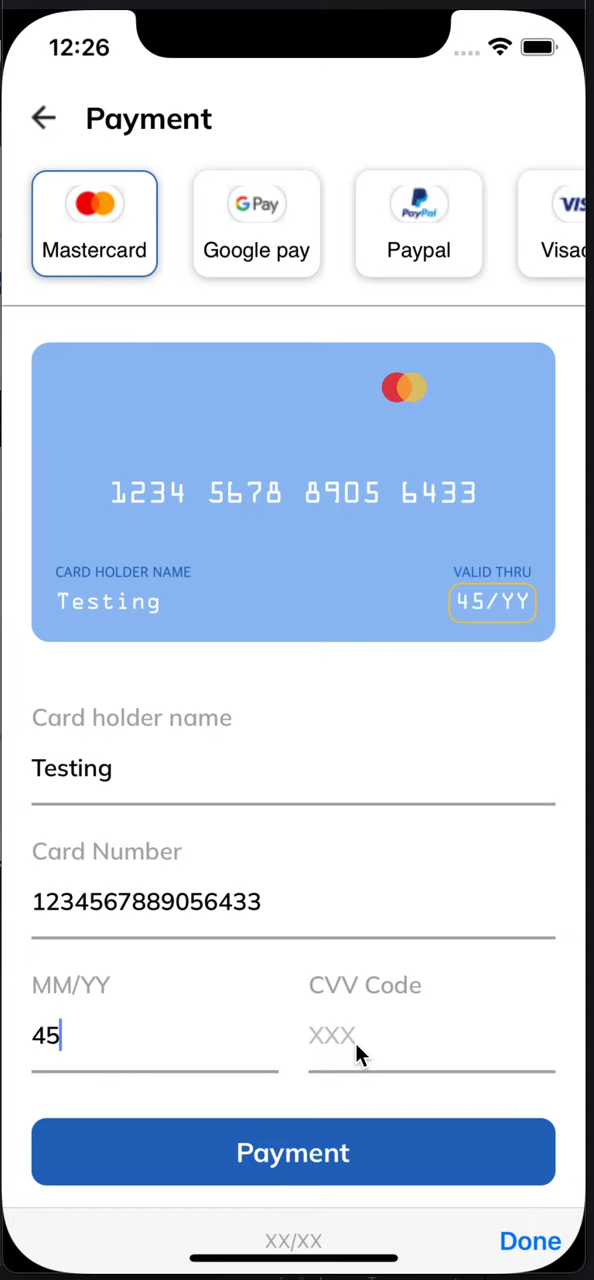 12:26
Payment
G Pay
PayPal
VIS
Mastercard
Google pay
Paypal
Visac
1234 5678 8905 6433
CARD HOLDER NAME
VALID THRU
Testing
45/YY
Card holder name
Testing
Card Number
1234567889056433
MM/YY
CVV Code
45
XXX
Payment
XX/XX
Done